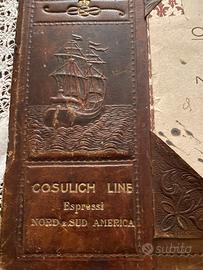 COSULICH LINE
Espressi
NORD & SUD AMERICA
subito